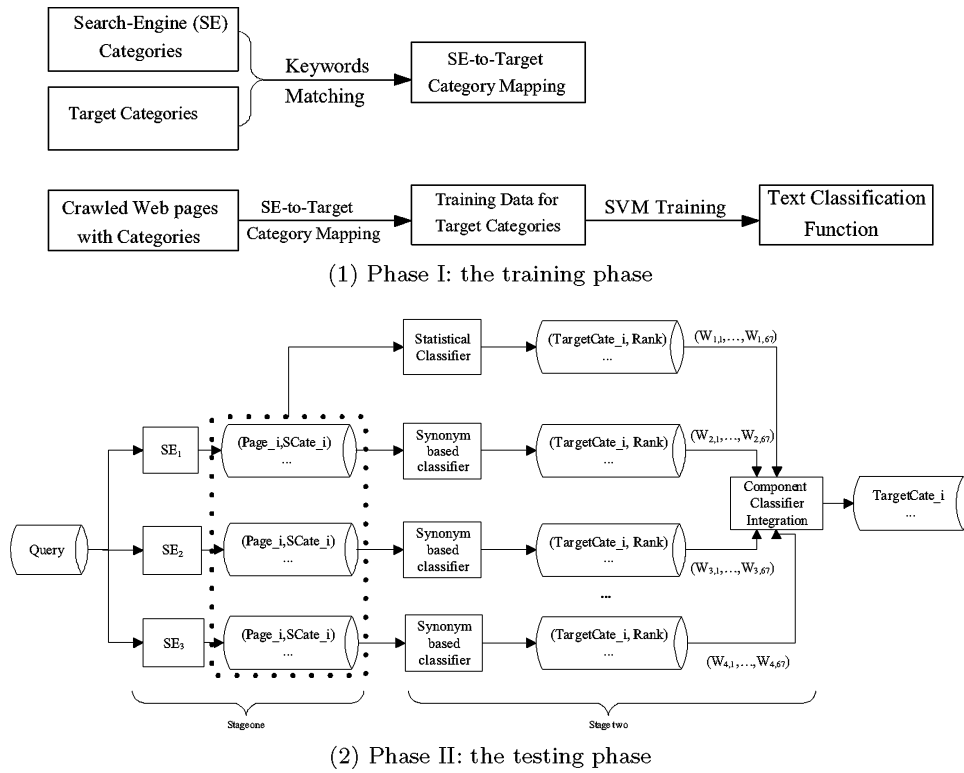 Search-Engine (SE)
Categories
Target Categories
Keywords
Matching
SE-to-Target
Category Mapping
Crawled Web pages
with Categories
SE-to-Target
Category Mapping
Training Data for
Target Categories
SVM Training
Text Classification
Function
(1) Phase I: the training phase
Statistical
Classifier
(TargetCate_i, Rank)
...
(W1,1,...,W1,67)
Query
SE1
(Page_i,SCate_i)
...
Synonym
based
classifier
(TargetCate_i, Rank)
...
(W2,1,...,W2,67)
SE2
(Page_i,SCate_i)
...
Synonym
based
classifier
(TargetCate_i, Rank)
...
(W3,1,...,W3,67)
...
SE3
(Page_i,SCate_i)
...
Synonym
based
classifier
(TargetCate_i, Rank)
...
(W4,1,...,W4,67)
Component
Classifier
Integration
TargetCate_i
...
Stage one
Stage two
(2) Phase II: the testing phase